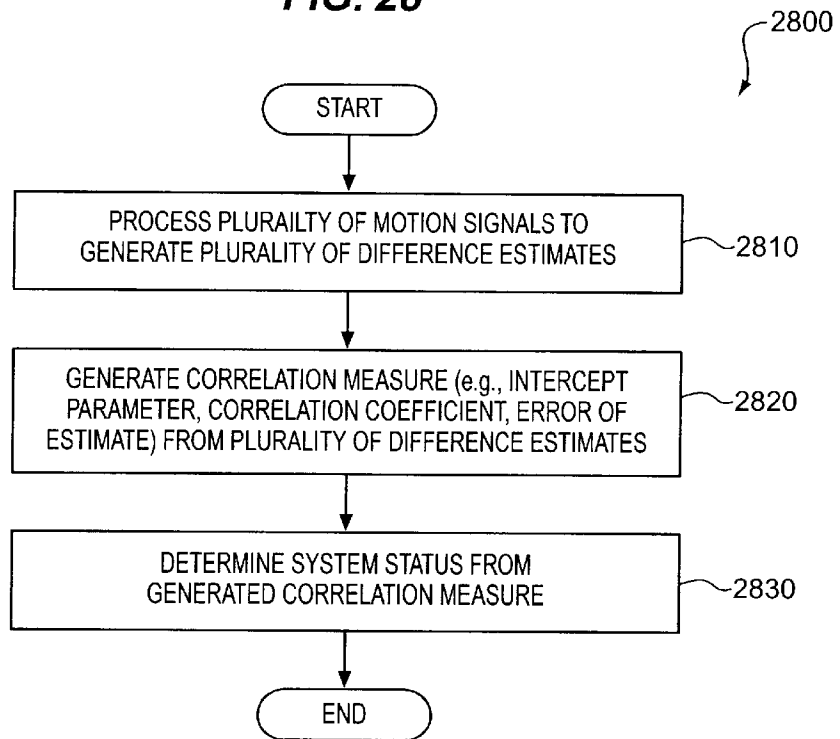 FIG.
2800
START
PROCESS PLURAILTY OF MOTION SIGNALS TO
GENERATE PLURALITY OF DIFFERENCE ESTIMATES
2810
GENERATE CORRELATION MEASURE (e.g., INTERCEPT
PARAMETER, CORRELATION COEFFICIENT, ERROR OF
ESTIMATE) FROM PLURALITY OF DIFFERENCE ESTIMATES
2820
DETERMINE SYSTEM STATUS FROM
GENERATED CORRELATION MEASURE
2830
END